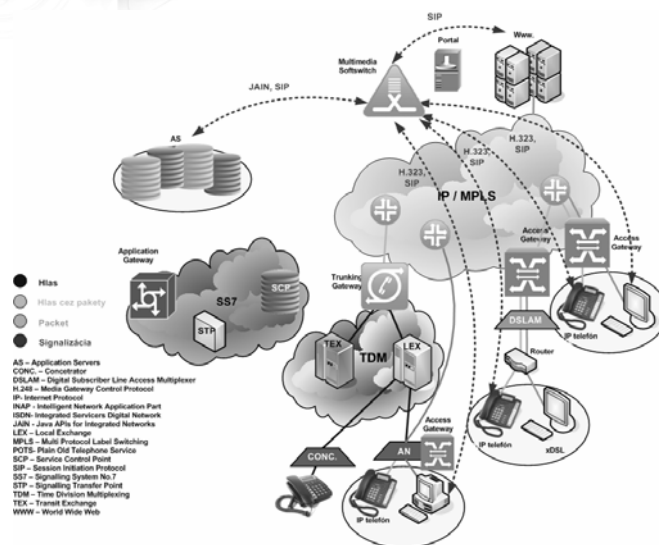 SIP
Portal
Www.
Multimedia
Softswitch
JAIN, SIP
AS
H.323,
SIP
H.323,
SIP
H.323,
SIP
IP / MPLS
Access
Gateway
Access
Gateway
Application
Gateway
Trunking
Gateway
SS7
SCP
STP
DSLAM
IP telefón
Router
TEX
LEX
TDM
IP telefón
xDSL
CONC.
AN
Access
Gateway
IP telefón
Hlas
Hlas cez pakety
Packet
Signalizácia
AS – Application Servers
CONC. – Concetrator
DSLAM – Digital Subscriber Line Access Multiplexer
H.248 – Media Gateway Control Protocol
IP- Internet Protocol
INAP - Intelligent Network Application Part
ISDN- Integrated Servicers Digital Network
JAIN - Java APIs for Integrated Networks
LEX – Local Exchange
MPLS – Multi Protocol Label Switching
POTS- Plain Old Telephone Service
SCP – Service Control Point
SIP – Session Initiation Protocol
SS7 – Signalling System No.7
STP – Signalling Transfer Point
TDM – Time Division Multiplexing
TEX – Transit Exchange
WWW – World Wide Web